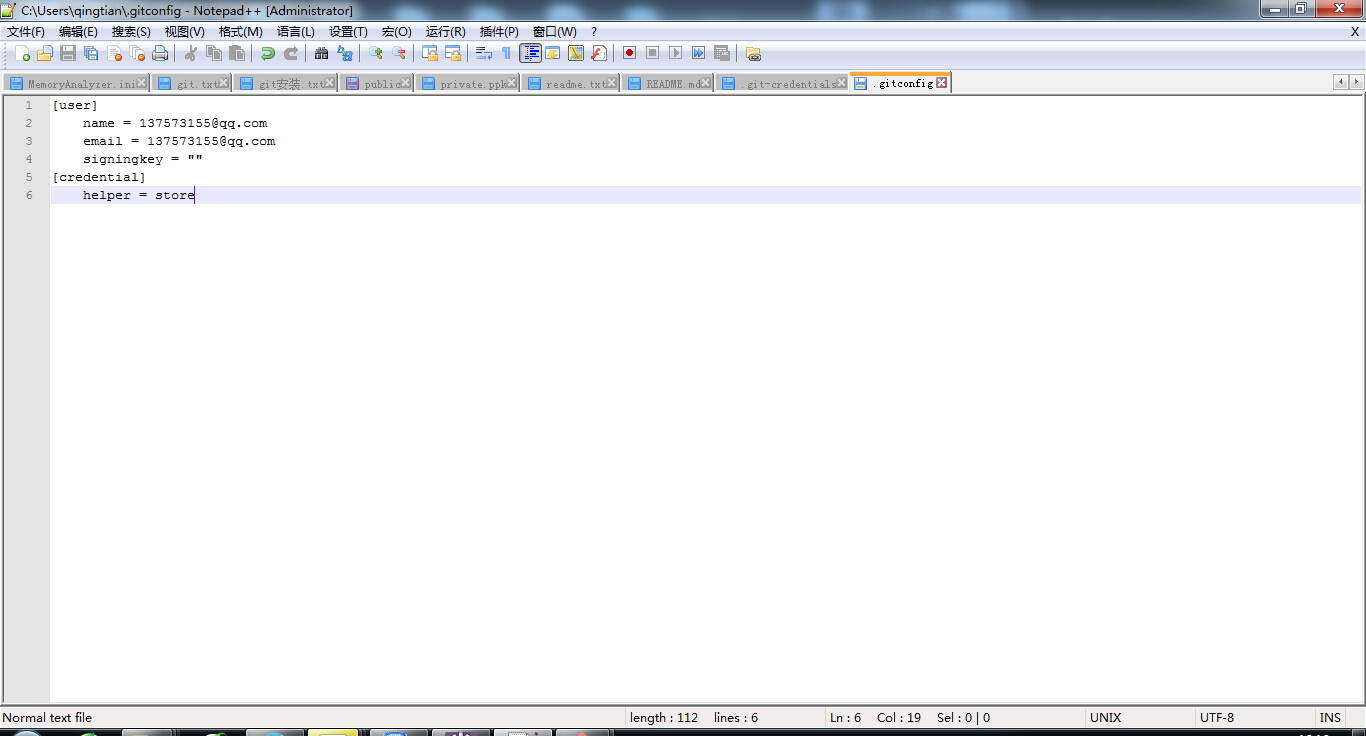 C:\Users\qingtian\.gitconfig - Notepad++ [Administrator]
文件(F) 编辑(E) 搜索(S) 视图(V) 格式(M) 语言(L) 设置(T) 宏(O) 运行(R) 插件(P) 窗口(W) ? X
MemoryAnalyzer.ini git.txt git安装.txt public private.ppk readme.txt README.md .git-credentials .gitconfig
1 [user]
2 name = 137573155@qq.com
3 email = 137573155@qq.com
4 signingkey = ""
5 [credential]
6 helper = store
Normal text file length : 112 lines : 6 Ln : 6 Col : 19 Sel : 0 | 0 UNIX UTF-8 INS